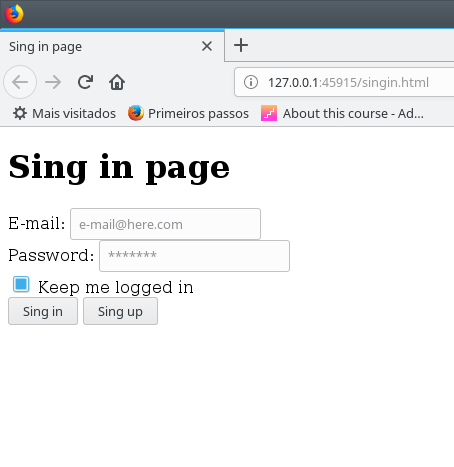 Sing in page
127.0.0.1:45915/singin.html
Mais visitados Primeiros passos About this course - Ad...
Sing in page
E-mail: e-mail@here.com
Password: *******
Keep me logged in
Sing in Sing up